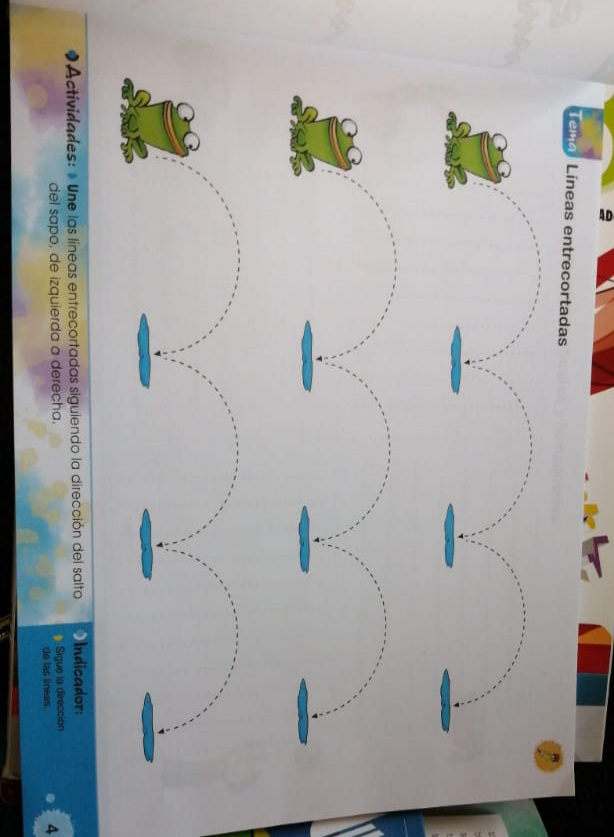 Tema
Líneas entrecortadas
Actividades: Une las líneas entrecortadas siguiendo la dirección del salto
del sapo, de izquierda a derecha.
Indicador:
Sigue la dirección
de las líneas.
4
AD